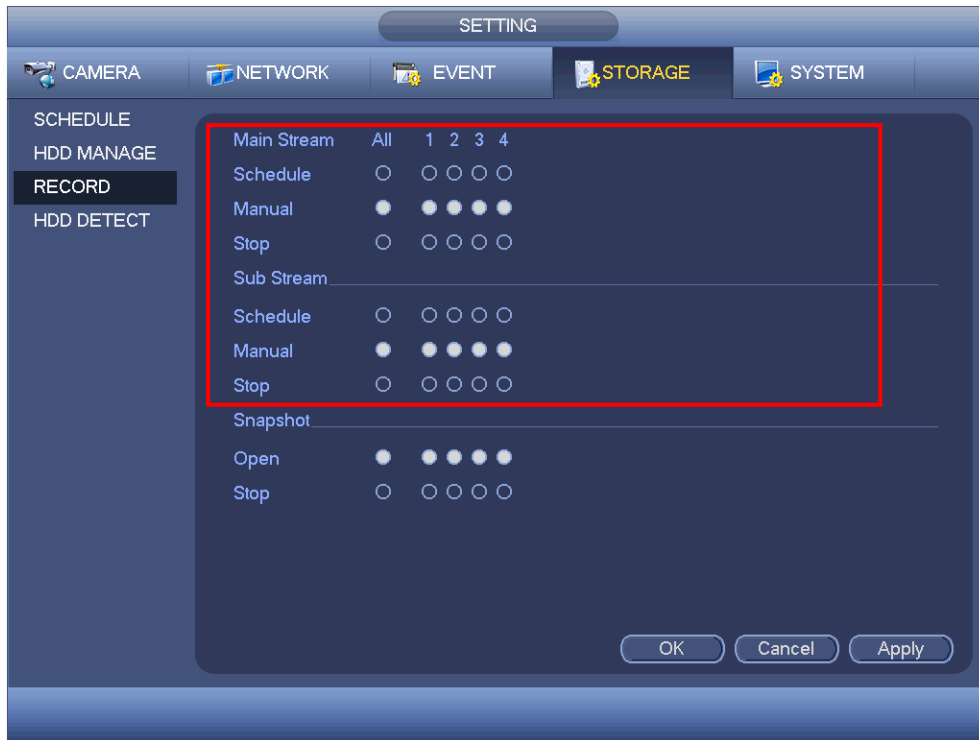 SETTING
CAMERA NETWORK EVENT STORAGE SYSTEM
SCHEDULE
HDD MANAGE
RECORD
HDD DETECT
Main Stream All 1 2 3 4
Schedule
Manual
Stop
Sub Stream
Schedule
Manual
Stop
Snapshot
Open
Stop
OK Cancel Apply